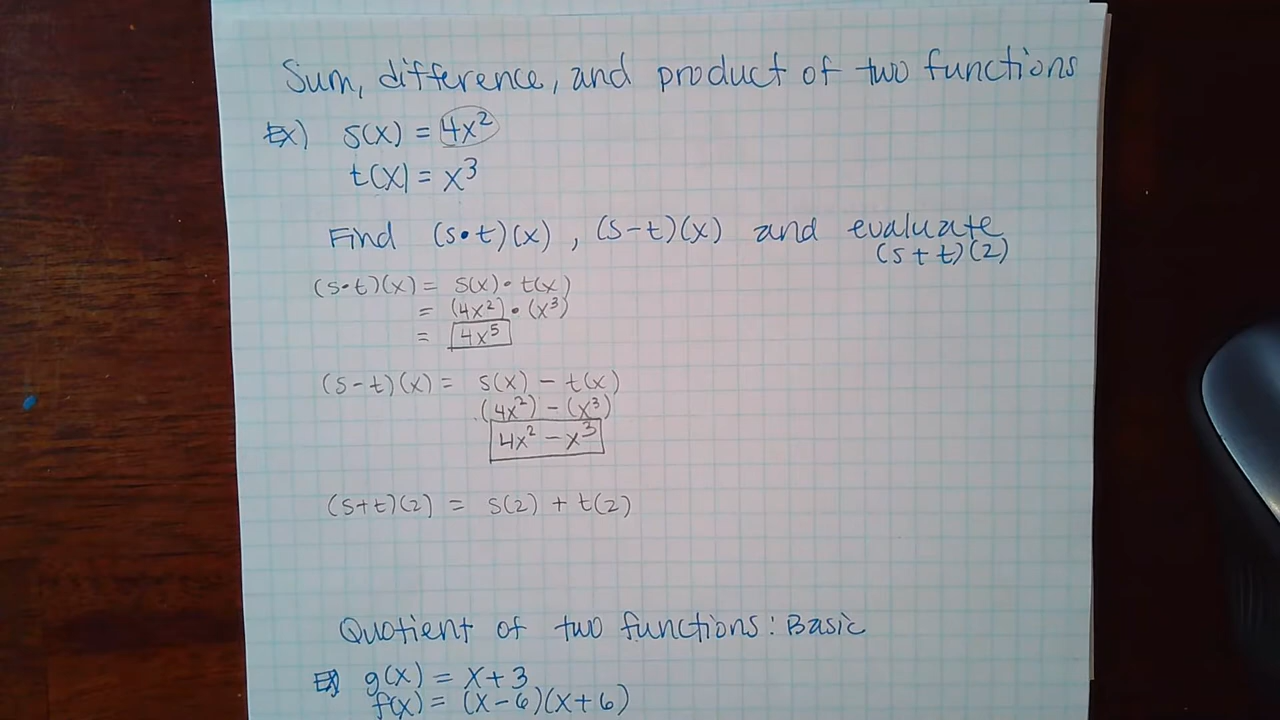 Sum, difference, and product of two functions
Ex) s(x) = 4x²
t(x) = x³
Find (s•t)(x), (s-t)(x) and evaluate
(s+t)(2)
(s•t)(x) = s(x)•t(x)
= (4x²)•(x³)
= 4x⁵
(s-t)(x) = s(x) - t(x)
(4x²) - (x³)
4x² - x³
(s+t)(2) = s(2) + t(2)
Quotient of two functions: Basic
Ex) g(x) = x+3
f(x) = (x-6)(x+6)